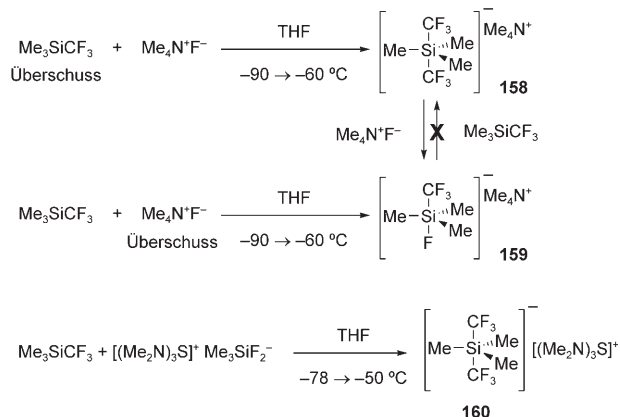 Me₃SiCF₃ + Me₄N⁺F⁻ THF [ CF₃ Me Si Me Me CF₃ ]⁻ Me₄N⁺
Überschuss –90 → –60 ºC 158
Me₄N⁺F⁻ X Me₃SiCF₃
Me₃SiCF₃ + Me₄N⁺F⁻ THF [ CF₃ Me Si Me Me F ]⁻ Me₄N⁺
Überschuss –90 → –60 ºC 159
Me₃SiCF₃ + [(Me₂N)₃S]⁺ Me₃SiF₂⁻ THF [ CF₃ Me Si Me Me CF₃ ]⁻ [(Me₂N)₃S]⁺
–78 → –50 ºC 160